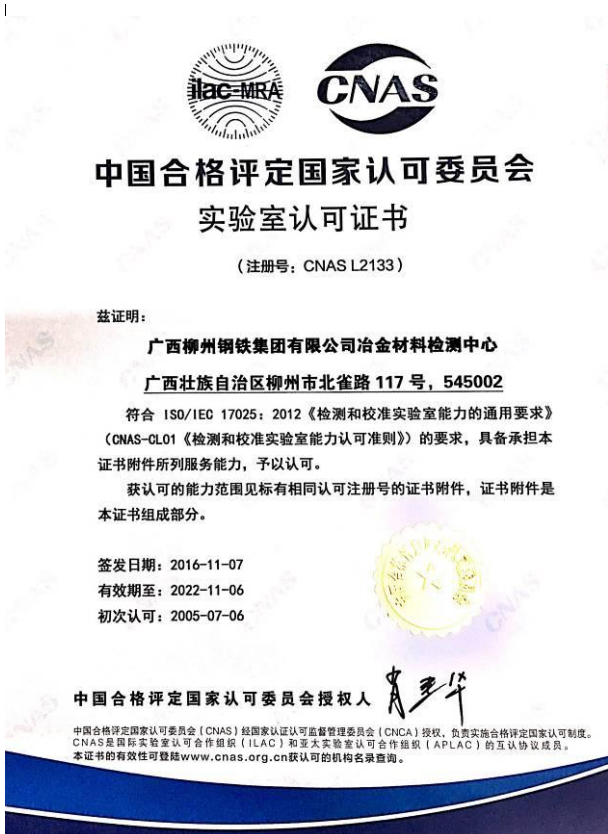 ilac-MRA
CNAS
中国合格评定国家认可委员会
实验室认可证书
(注册号: CNAS L2133)
兹证明:
广西柳州钢铁集团有限公司冶金材料检测中心
广西壮族自治区柳州市北雀路 117 号, 545002
符合 ISO/IEC 17025: 2012《检测和校准实验室能力的通用要求》
(CNAS-CL01《检测和校准实验室能力认可准则》) 的要求, 具备承担本
证书附件所列服务能力, 予以认可。
获认可的能力范围见标有相同认可注册号的证书附件, 证书附件是
本证书组成部分。
签发日期: 2016-11-07
有效期至: 2022-11-06
初次认可: 2005-07-06
中国合格评定国家认可委员会授权人
中国合格评定国家认可委员会 (CNAS) 经国家认证认可监督管理委员会 (CNCA) 授权, 负责实施合格评定国家认可制度。
CNAS是国际实验室认可合作组织 (ILAC) 和亚太实验室认可合作组织 (APLAC) 的互认协议成员。
本证书的有效性可登陆www.cnas.org.cn获认可的机构名录查询。